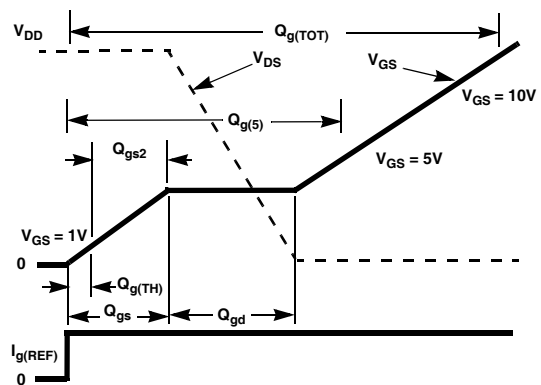 V_DD
Q_g(TOT)
V_DS
V_GS
V_GS = 10V
Q_g(5)
Q_gs2
V_GS = 5V
V_GS = 1V
0
Q_g(TH)
Q_gs
Q_gd
I_g(REF)
0